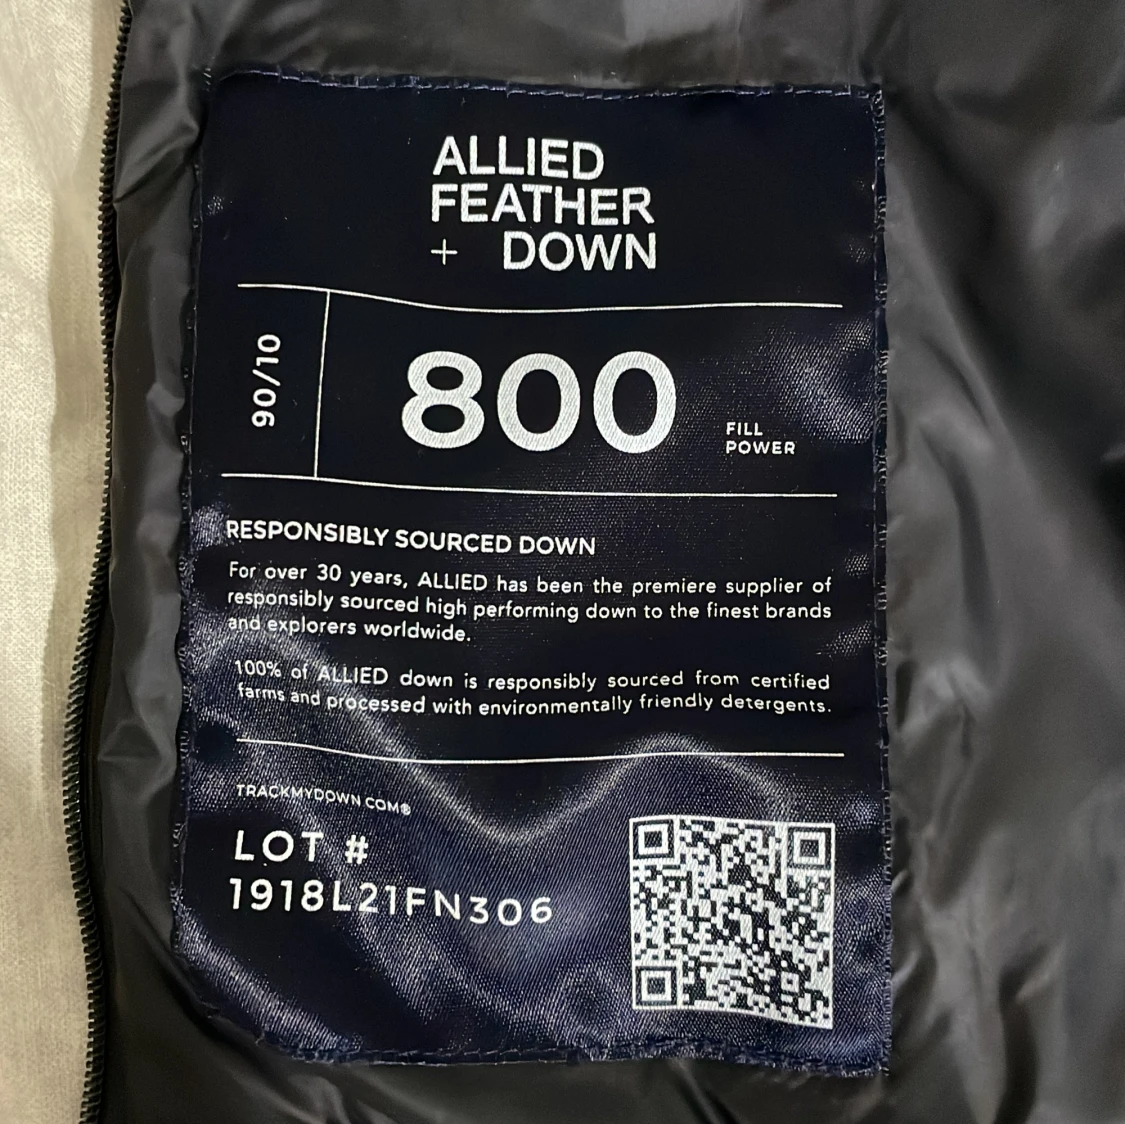 ALLIED
FEATHER
+ DOWN
90/10
800
FILL
POWER
RESPONSIBLY SOURCED DOWN
For over 30 years, ALLIED has been the premiere supplier of
responsibly sourced high performing down to the finest brands
and explorers worldwide.
100% of ALLIED down is responsibly sourced from certified
farms and processed with environmentally friendly detergents.
TRACKMYDOWN.COM®
LOT #
1918L21FN306